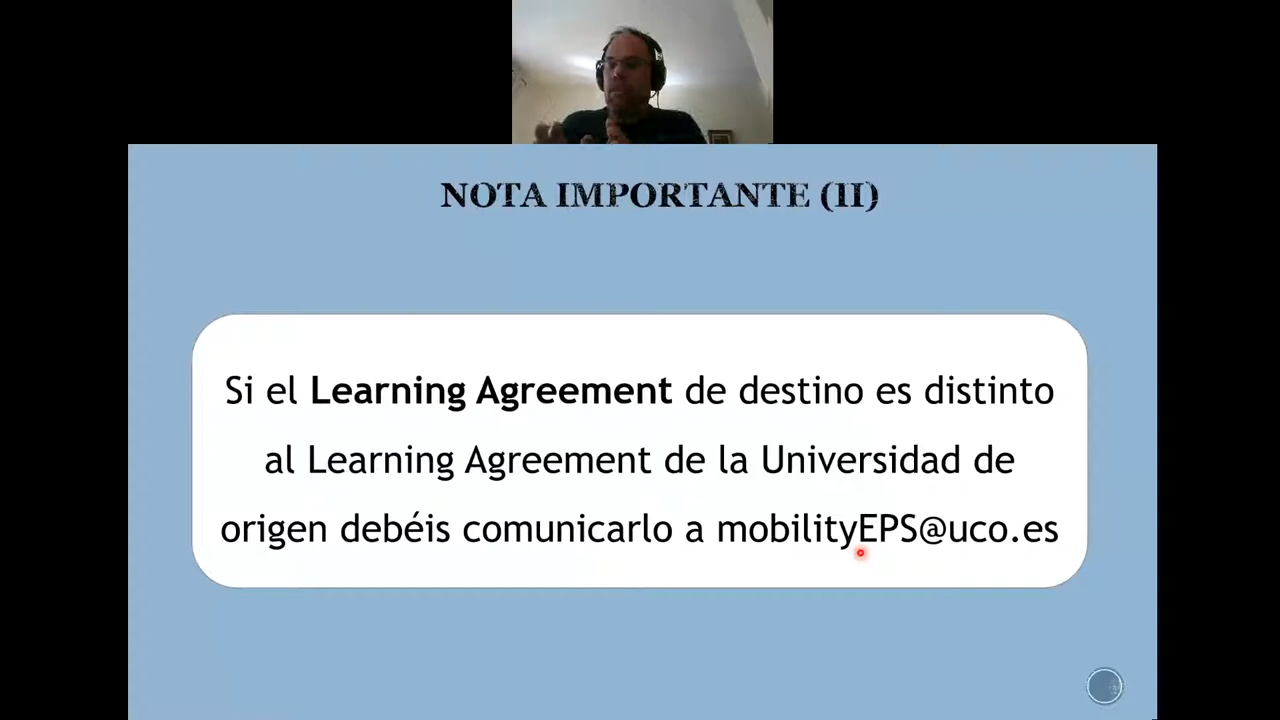 NOTA IMPORTANTE (II)
Si el Learning Agreement de destino es distinto
al Learning Agreement de la Universidad de
origen debéis comunicarlo a mobilityEPS@uco.es